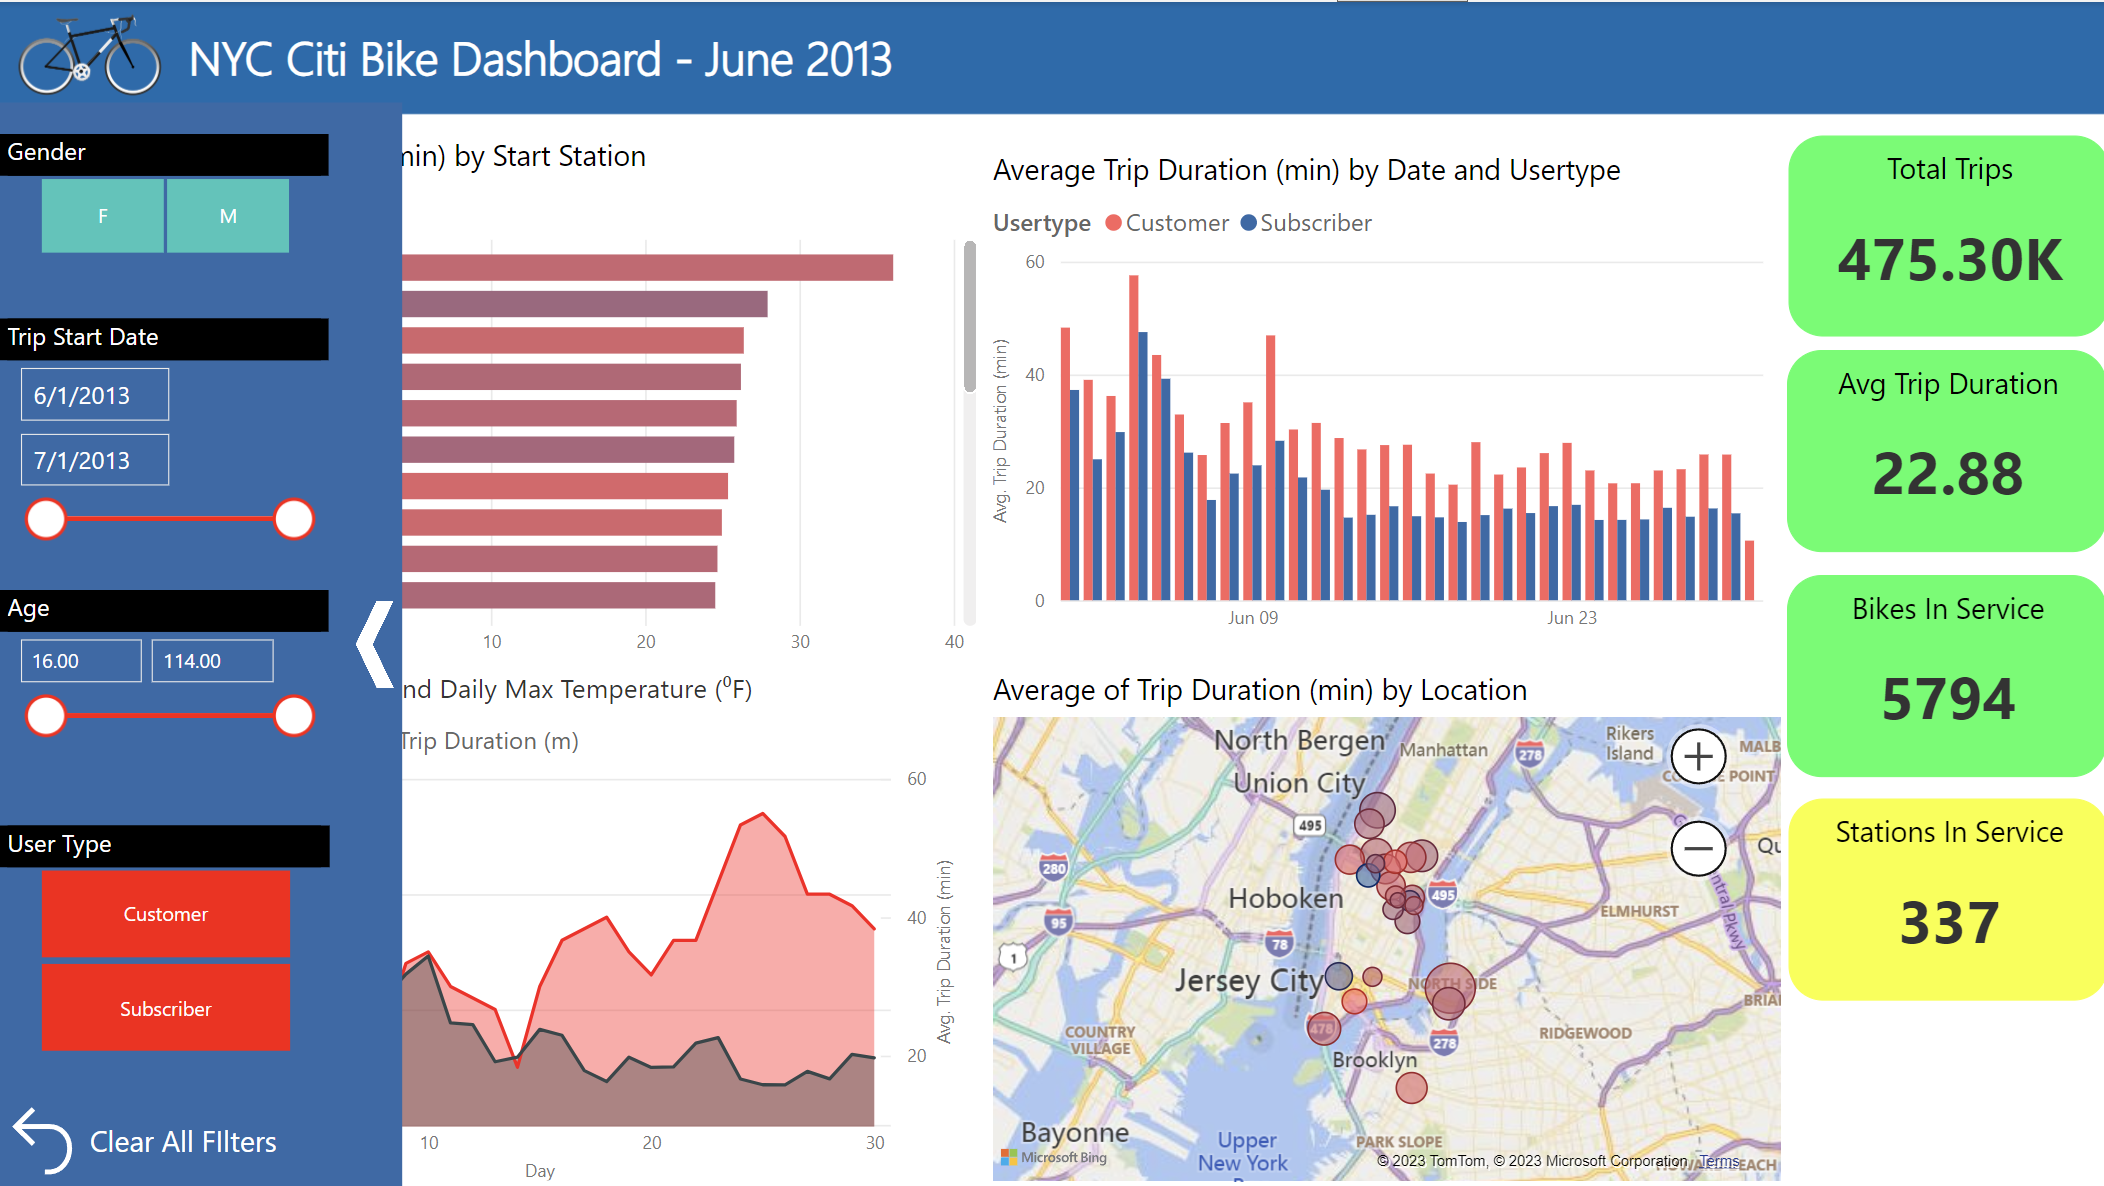 NYC Citi Bike Dashboard - June 2013
Gender
F
M
Trip Start Date
6/1/2013
7/1/2013
Age
16.00
114.00
User Type
Customer
Subscriber
Clear All FIlters
min) by Start Station
10
20
30
40
nd Daily Max Temperature (⁰F)
Trip Duration (m)
60
40
20
Avg. Trip Duration (min)
10
20
30
Day
Average Trip Duration (min) by Date and Usertype
Usertype
Customer
Subscriber
60
40
20
0
Avg. Trip Duration (min)
Jun 09
Jun 23
Average of Trip Duration (min) by Location
North Bergen
Manhattan
Rikers
Island
MALB
Union City
POINT
278
495
280
Hoboken
495
ELMHURST
95
78
1
Jersey City
NORTH SIDE
BRIA
478
COUNTRY
VILLAGE
278
RIDGEWOOD
Brooklyn
Bayonne
Upper
New York
PARK SLOPE
Microsoft Bing
© 2023 TomTom, © 2023 Microsoft Corporation
Terms
BEACH
Total Trips
475.30K
Avg Trip Duration
22.88
Bikes In Service
5794
Stations In Service
337